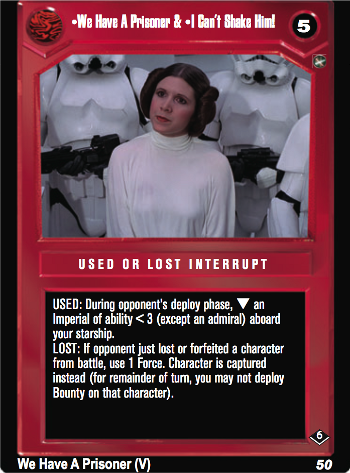 •We Have A Prisoner & •I Can't Shake Him!
5
USED OR LOST INTERRUPT
USED: During opponent's deploy phase, ▼ an
Imperial of ability < 3 (except an admiral) aboard
your starship.
LOST: If opponent just lost or forfeited a character
from battle, use 1 Force. Character is captured
instead (for remainder of turn, you may not deploy
Bounty on that character).
6
We Have A Prisoner (V)
50